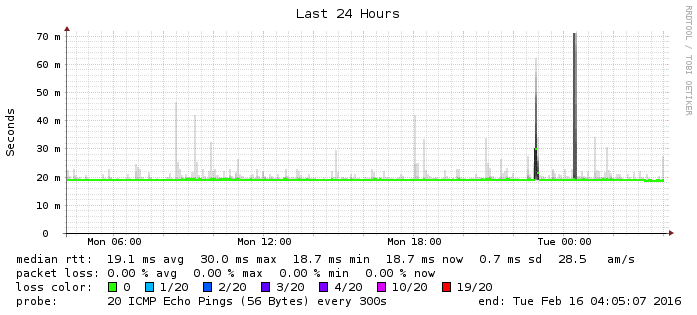 Last 24 Hours
RRDTOOL / TOBI OETIKER
Seconds
70 m
60 m
50 m
40 m
30 m
20 m
10 m
0
Mon 06:00 Mon 12:00 Mon 18:00 Tue 00:00
median rtt: 19.1 ms avg 30.0 ms max 18.7 ms min 18.7 ms now 0.7 ms sd 28.5 am/s
packet loss: 0.00 % avg 0.00 % max 0.00 % min 0.00 % now
loss color: 0 1/20 2/20 3/20 4/20 10/20 19/20
probe: 20 ICMP Echo Pings (56 Bytes) every 300s end: Tue Feb 16 04:05:07 2016